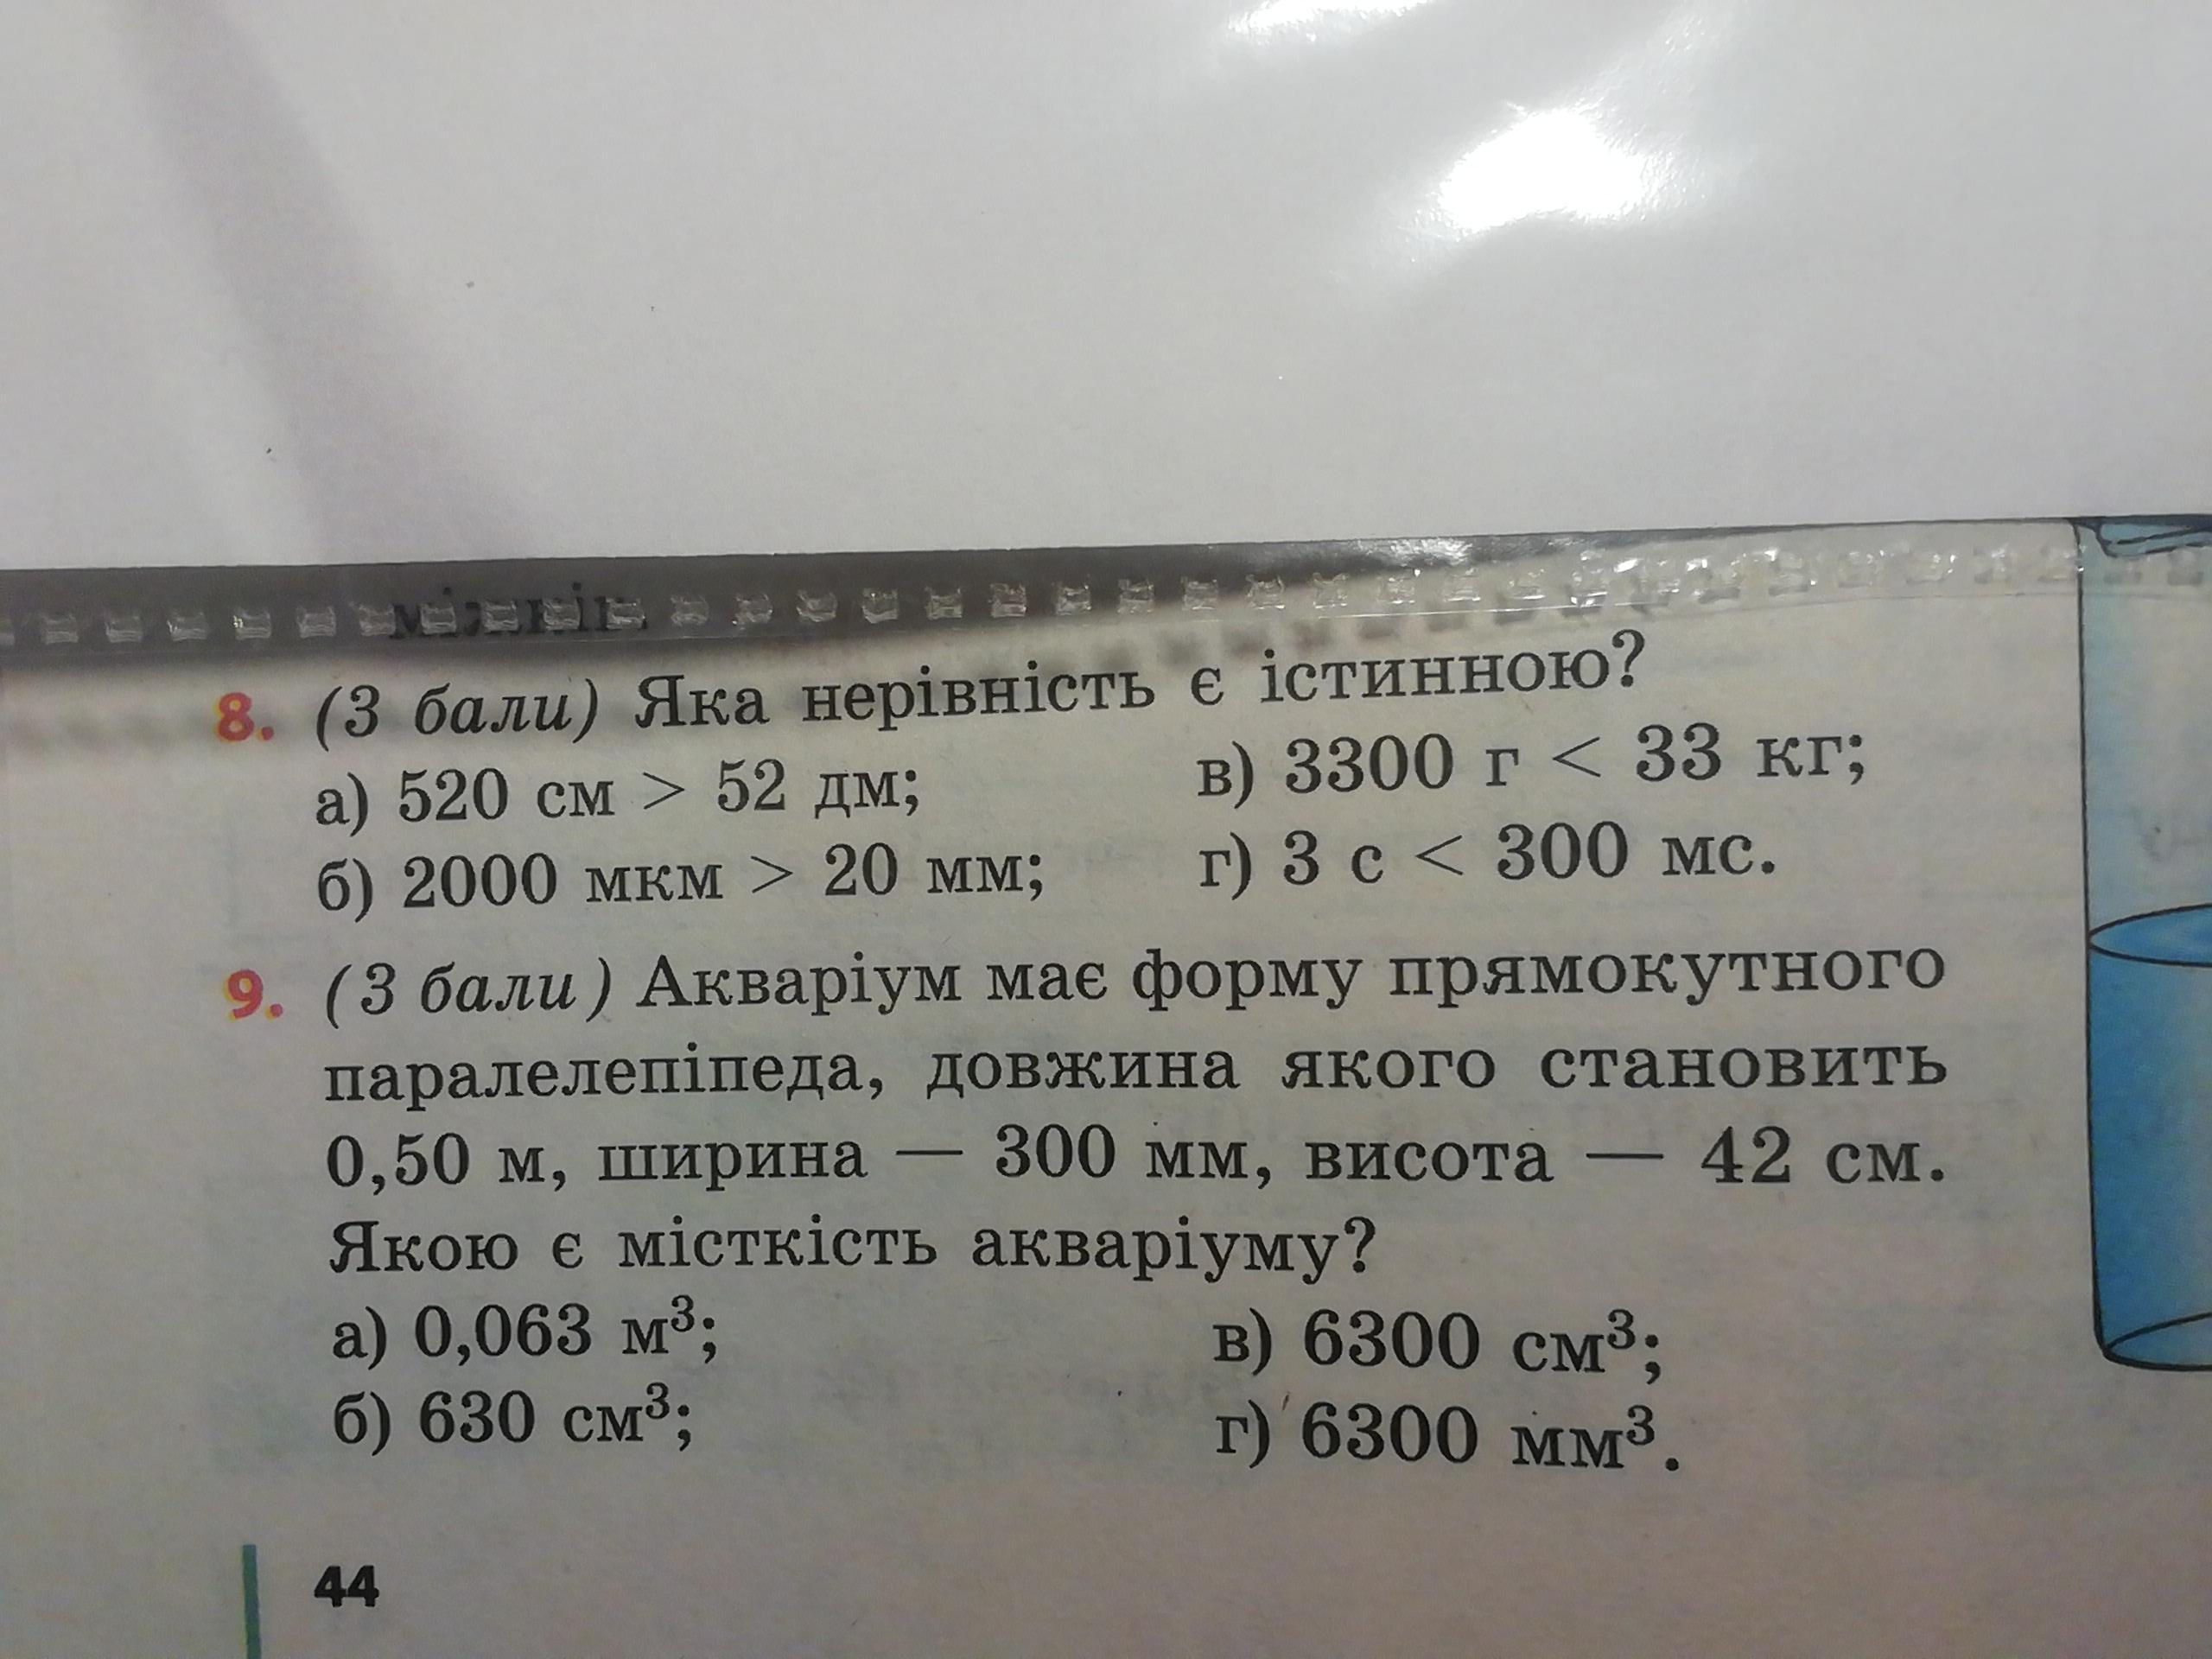 8. (3 бали) Яка нерівність є істинною?
а) 520 см > 52 дм;
в) 3300 г < 33 кг;
б) 2000 мкм > 20 мм;
г) 3 с < 300 мс.
9. (3 бали) Акваріум має форму прямокутного
паралелепіпеда, довжина якого становить
0,50 м, ширина — 300 мм, висота — 42 см.
Якою є місткість акваріуму?
а) 0,063 м³;
в) 6300 см³;
б) 630 см³;
г) 6300 мм³.
44